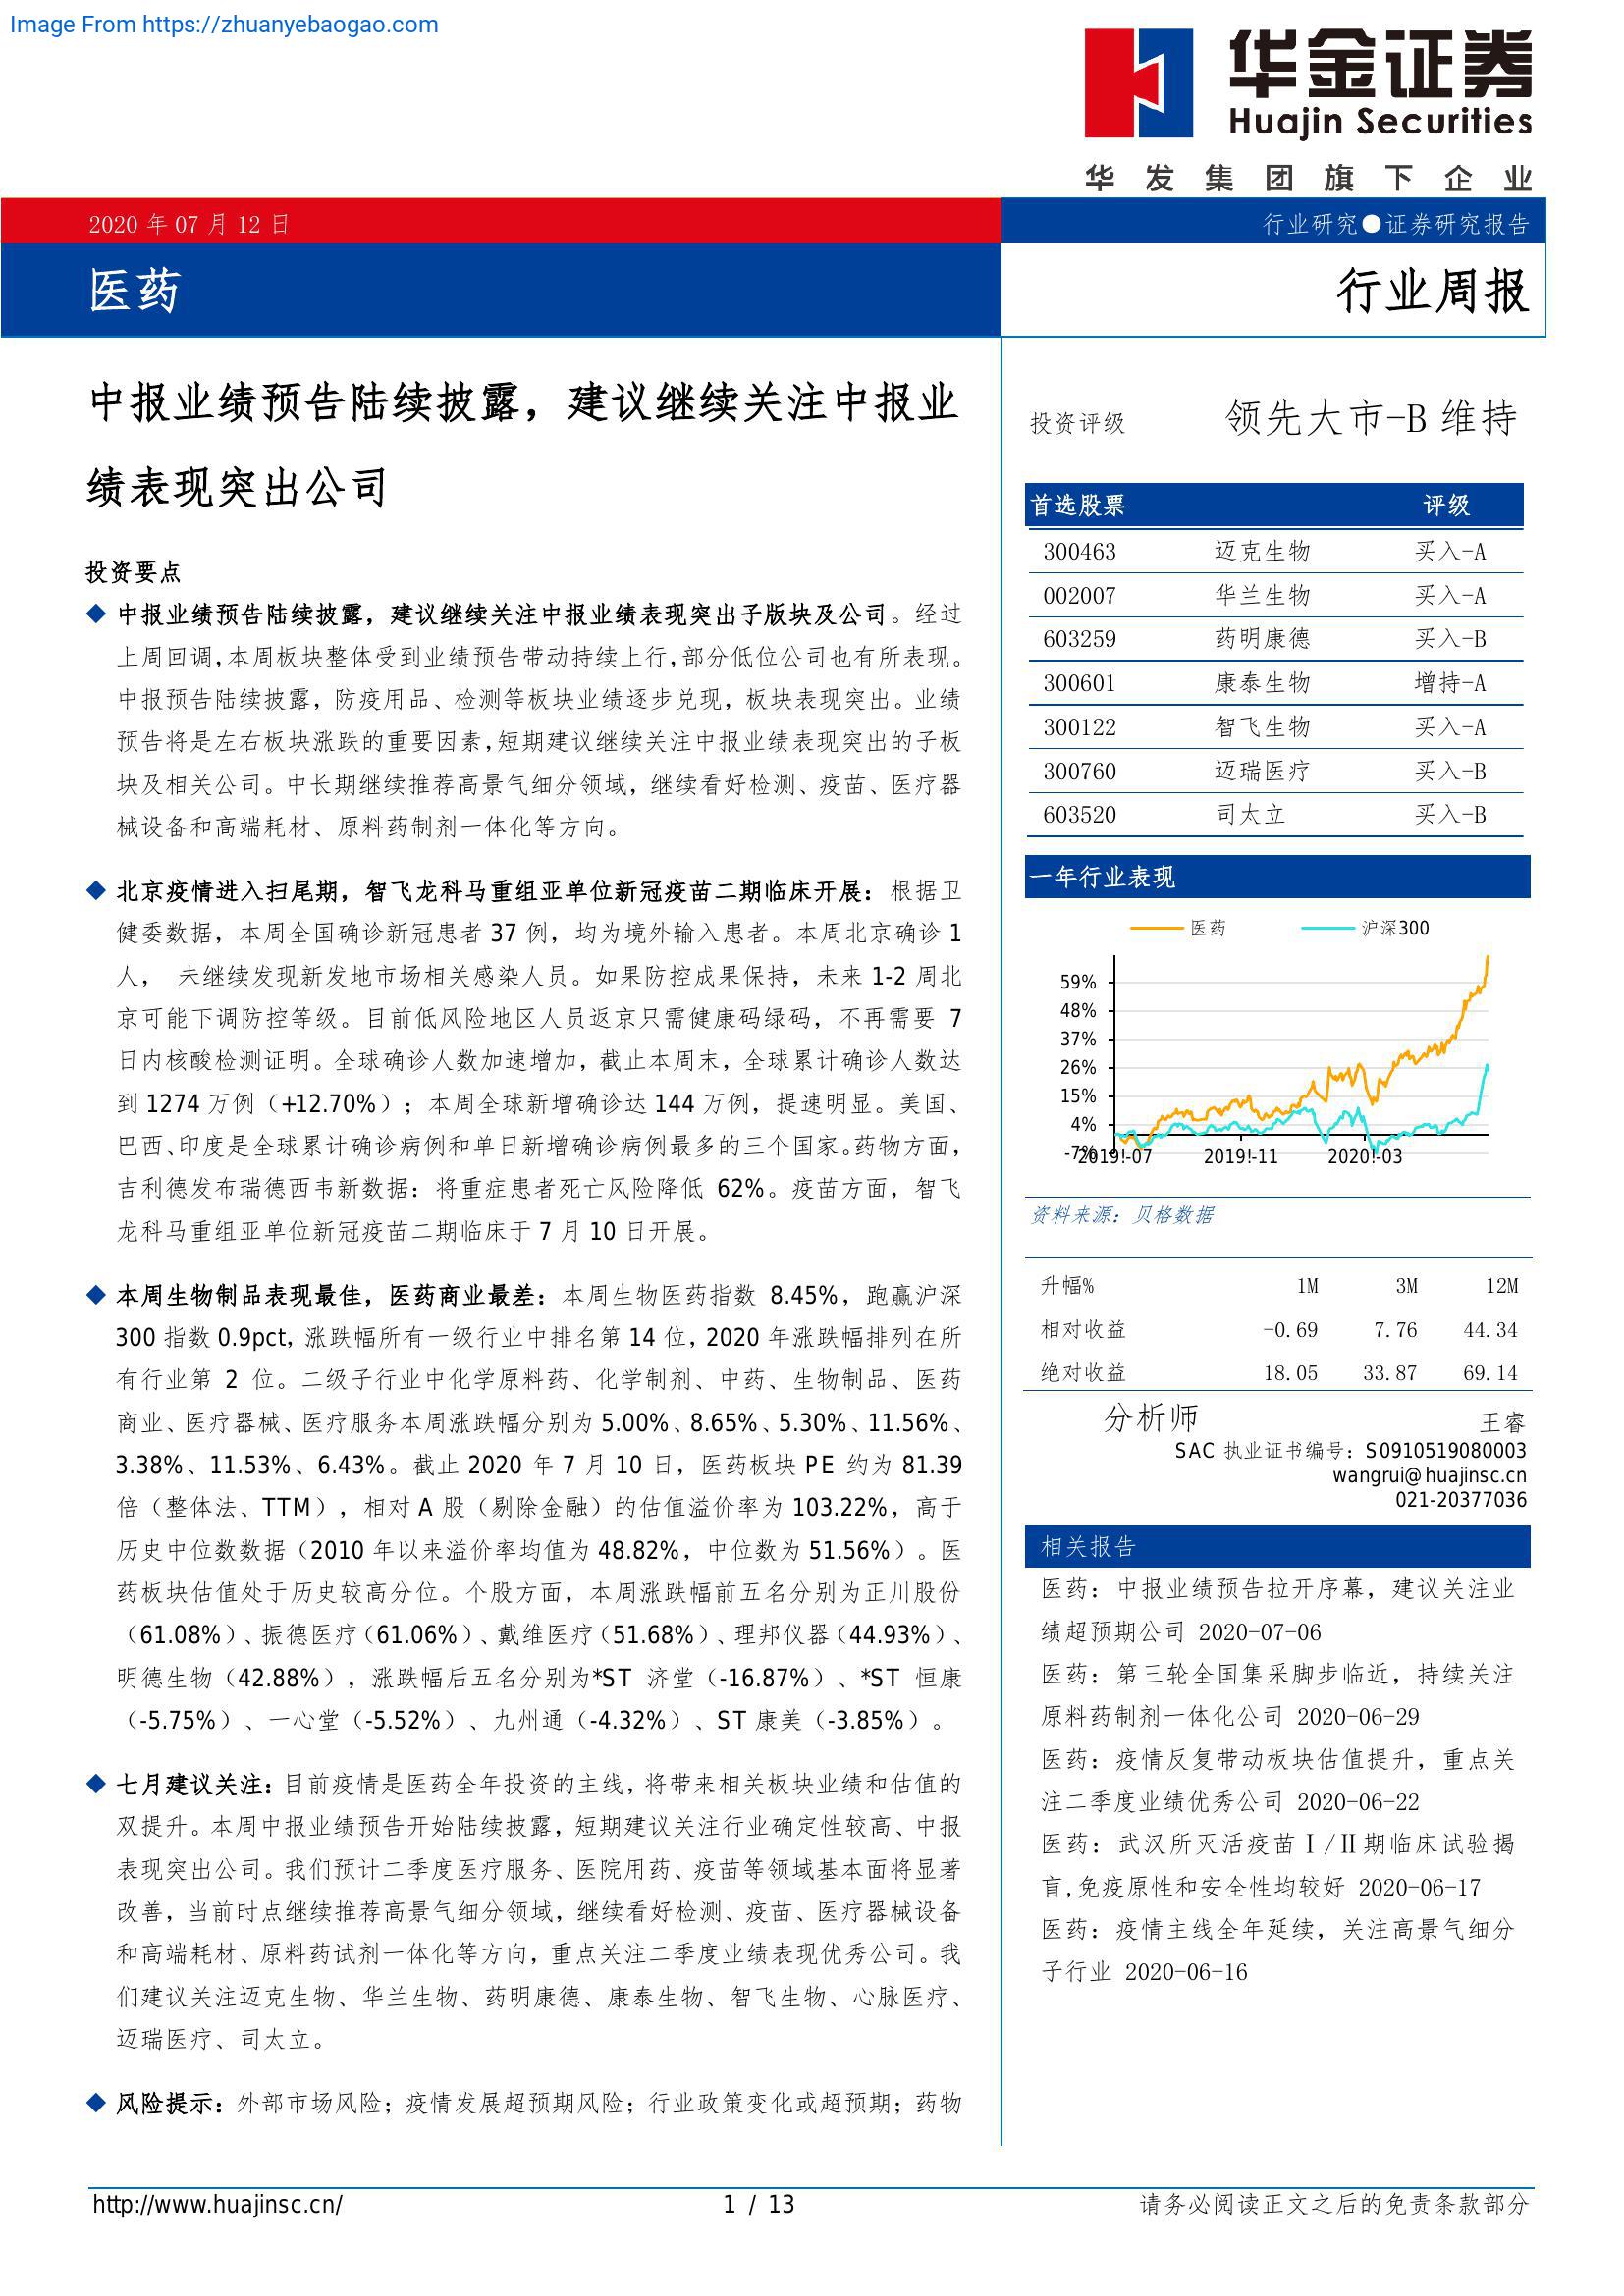 Image From https://zhuanyebaogao.com
华金证券
Huajin Securities
华发集团旗下企业
2020 年 07 月 12 日
行业研究●证券研究报告
医药
行业周报
中报业绩预告陆续披露，建议继续关注中报业
绩表现突出公司
投资要点
◆ 中报业绩预告陆续披露，建议继续关注中报业绩表现突出子版块及公司。经过
上周回调,本周板块整体受到业绩预告带动持续上行,部分低位公司也有所表现。
中报预告陆续披露，防疫用品、检测等板块业绩逐步兑现，板块表现突出。业绩
预告将是左右板块涨跌的重要因素,短期建议继续关注中报业绩表现突出的子板
块及相关公司。中长期继续推荐高景气细分领域，继续看好检测、疫苗、医疗器
械设备和高端耗材、原料药制剂一体化等方向。
◆ 北京疫情进入扫尾期，智飞龙科马重组亚单位新冠疫苗二期临床开展：根据卫
健委数据，本周全国确诊新冠患者 37 例，均为境外输入患者。本周北京确诊 1
人， 未继续发现新发地市场相关感染人员。如果防控成果保持，未来 1-2 周北
京可能下调防控等级。目前低风险地区人员返京只需健康码绿码，不再需要 7
日内核酸检测证明。全球确诊人数加速增加，截止本周末，全球累计确诊人数达
到 1274 万例（+12.70%）；本周全球新增确诊达 144 万例，提速明显。美国、
巴西、印度是全球累计确诊病例和单日新增确诊病例最多的三个国家。药物方面，
吉利德发布瑞德西韦新数据：将重症患者死亡风险降低 62%。疫苗方面，智飞
龙科马重组亚单位新冠疫苗二期临床于 7 月 10 日开展。
◆ 本周生物制品表现最佳，医药商业最差：本周生物医药指数 8.45%，跑赢沪深
300 指数 0.9pct，涨跌幅所有一级行业中排名第 14 位，2020 年涨跌幅排列在所
有行业第 2 位。二级子行业中化学原料药、化学制剂、中药、生物制品、医药
商业、医疗器械、医疗服务本周涨跌幅分别为 5.00%、8.65%、5.30%、11.56%、
3.38%、11.53%、6.43%。截止 2020 年 7 月 10 日，医药板块 PE 约为 81.39
倍（整体法、TTM），相对 A 股（剔除金融）的估值溢价率为 103.22%，高于
历史中位数数据（2010 年以来溢价率均值为 48.82%，中位数为 51.56%）。医
药板块估值处于历史较高分位。个股方面，本周涨跌幅前五名分别为正川股份
（61.08%）、振德医疗（61.06%）、戴维医疗（51.68%）、理邦仪器（44.93%）、
明德生物（42.88%），涨跌幅后五名分别为*ST 济堂（-16.87%）、*ST 恒康
（-5.75%）、一心堂（-5.52%）、九州通（-4.32%）、ST 康美（-3.85%）。
◆ 七月建议关注：目前疫情是医药全年投资的主线，将带来相关板块业绩和估值的
双提升。本周中报业绩预告开始陆续披露，短期建议关注行业确定性较高、中报
表现突出公司。我们预计二季度医疗服务、医院用药、疫苗等领域基本面将显著
改善，当前时点继续推荐高景气细分领域，继续看好检测、疫苗、医疗器械设备
和高端耗材、原料药试剂一体化等方向，重点关注二季度业绩表现优秀公司。我
们建议关注迈克生物、华兰生物、药明康德、康泰生物、智飞生物、心脉医疗、
迈瑞医疗、司太立。
◆ 风险提示：外部市场风险；疫情发展超预期风险；行业政策变化或超预期；药物
投资评级 领先大市-B 维持
首选股票 评级
300463 迈克生物 买入-A
002007 华兰生物 买入-A
603259 药明康德 买入-B
300601 康泰生物 增持-A
300122 智飞生物 买入-A
300760 迈瑞医疗 买入-B
603520 司太立 买入-B
一年行业表现
医药 沪深300
59%
48%
37%
26%
15%
4%
-7%
2019!-07 2019!-11 2020!-03
资料来源：贝格数据
升幅% 1M 3M 12M
相对收益 -0.69 7.76 44.34
绝对收益 18.05 33.87 69.14
分析师 王睿
SAC 执业证书编号：S0910519080003
wangrui@huajinsc.cn
021-20377036
相关报告
医药：中报业绩预告拉开序幕，建议关注业
绩超预期公司 2020-07-06
医药：第三轮全国集采脚步临近，持续关注
原料药制剂一体化公司 2020-06-29
医药：疫情反复带动板块估值提升，重点关
注二季度业绩优秀公司 2020-06-22
医药：武汉所灭活疫苗Ⅰ/Ⅱ期临床试验揭
盲,免疫原性和安全性均较好 2020-06-17
医药：疫情主线全年延续，关注高景气细分
子行业 2020-06-16
http://www.huajinsc.cn/
1 / 13
请务必阅读正文之后的免责条款部分